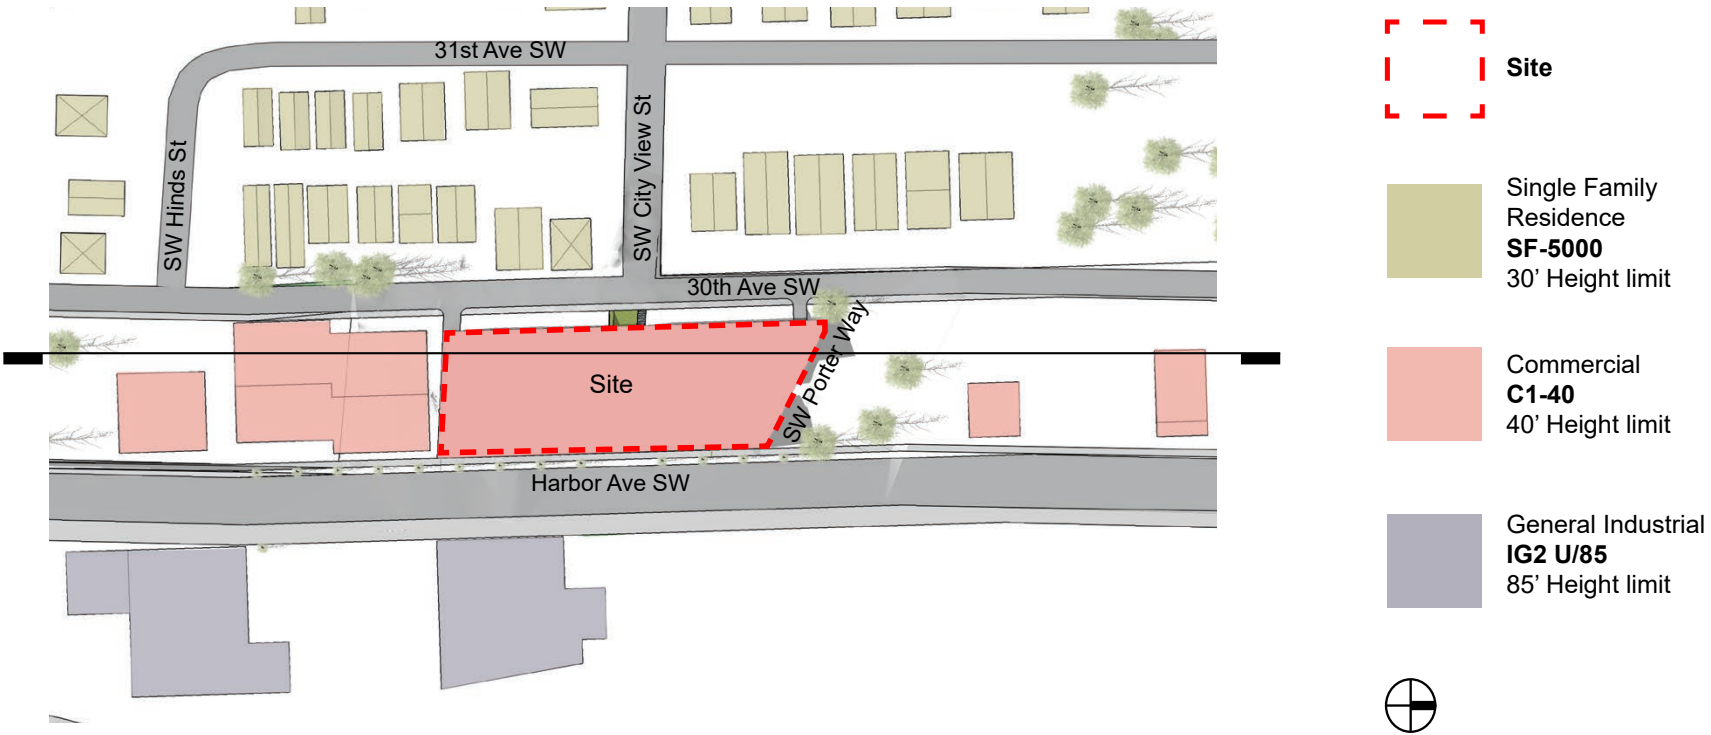 31st Ave SW
SW Hinds St
SW City View St
30th Ave SW
SW Porter Way
Site
Harbor Ave SW
Site
Single Family
Residence
SF-5000
30’ Height limit
Commercial
C1-40
40’ Height limit
General Industrial
IG2 U/85
85’ Height limit